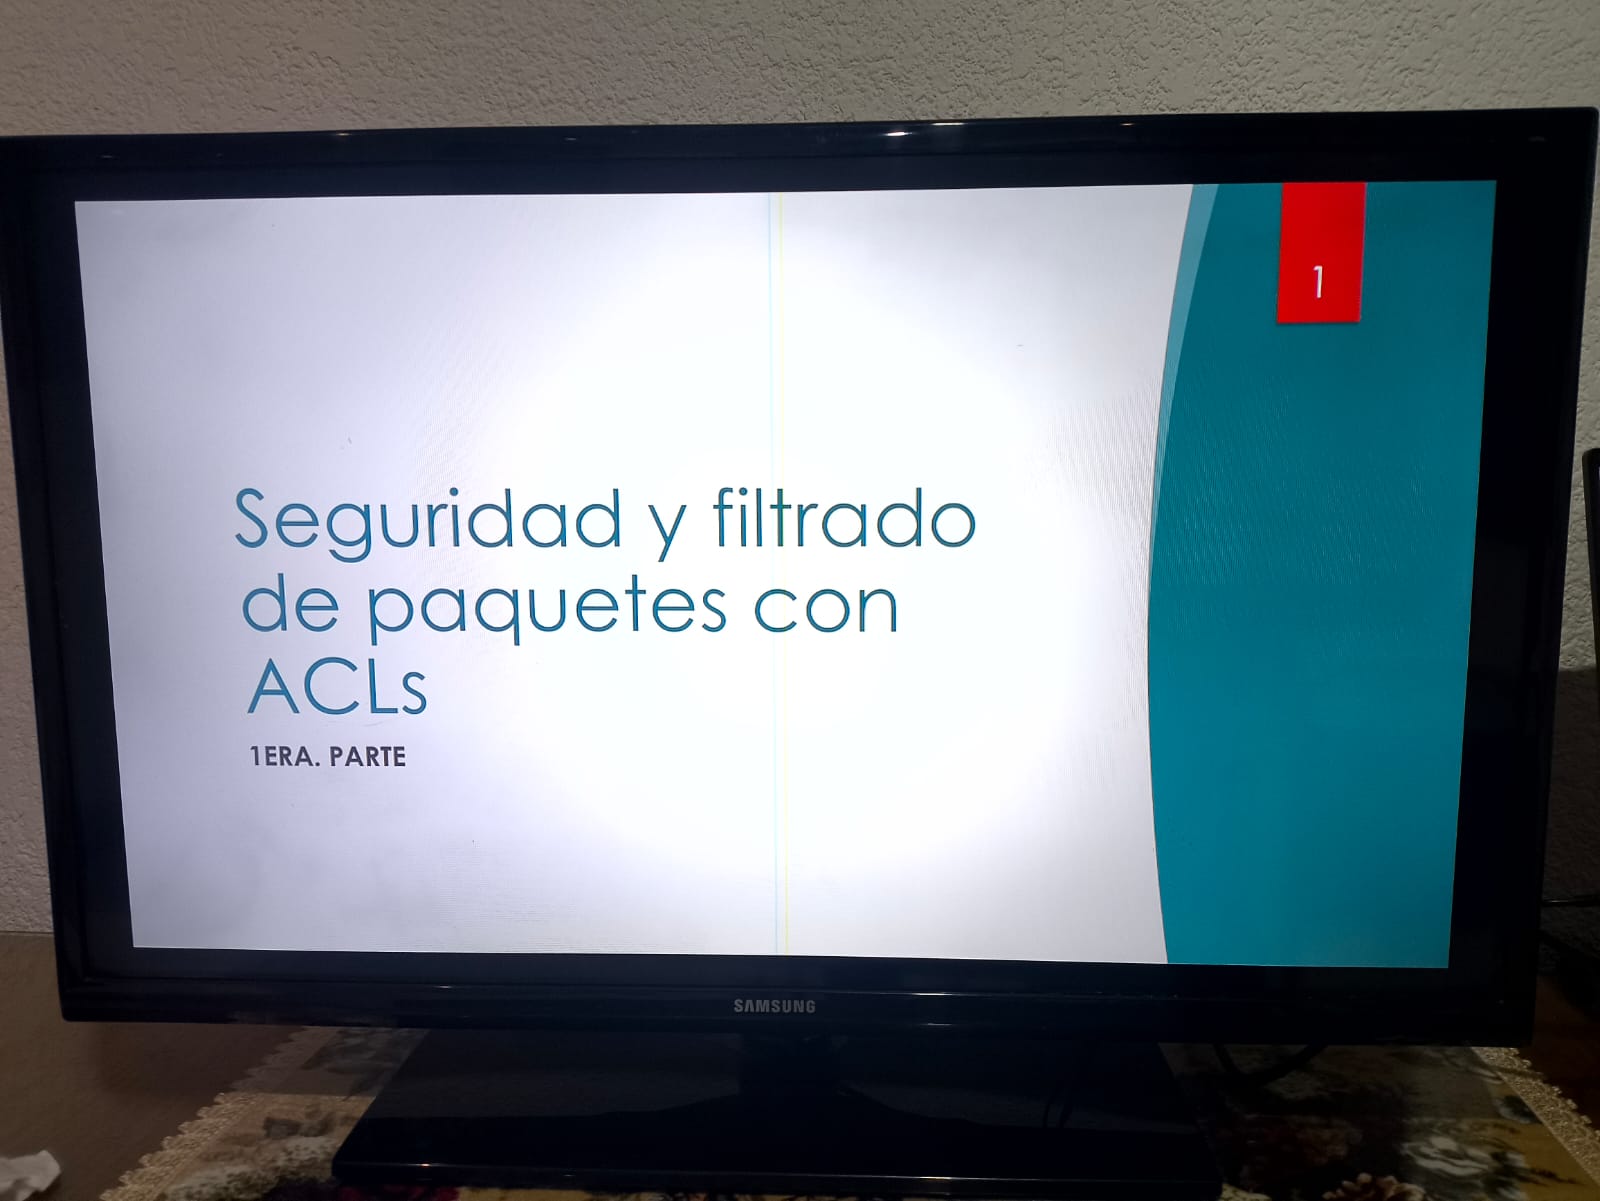 1
Seguridad y filtrado
de paquetes con
ACLs
1ERA. PARTE
SAMSUNG